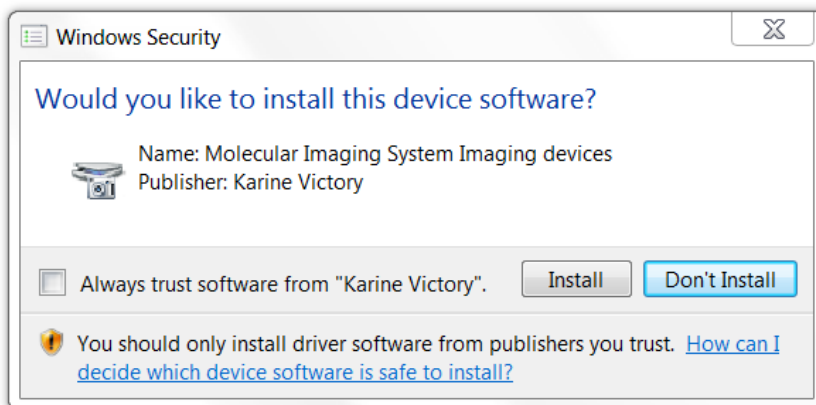 Windows Security
Would you like to install this device software?
Name: Molecular Imaging System Imaging devices
Publisher: Karine Victory
Always trust software from "Karine Victory".
Install
Don't Install
You should only install driver software from publishers you trust. How can I
decide which device software is safe to install?